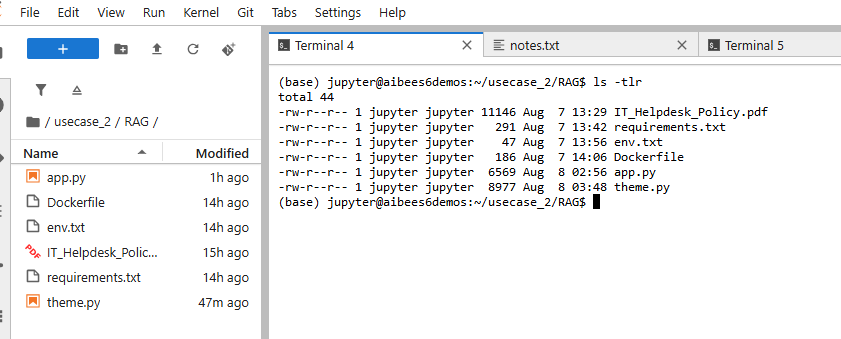 File Edit View Run Kernel Git Tabs Settings Help
Terminal 4
notes.txt
Terminal 5
/ usecase_2 / RAG /
Name Modified
app.py 1h ago
Dockerfile 14h ago
env.txt 14h ago
IT_Helpdesk_Polic... 15h ago
requirements.txt 14h ago
theme.py 47m ago
(base) jupyter@aibees6demos:~/usecase_2/RAG$ ls -tlr
total 44
-rw-r--r-- 1 jupyter jupyter 11146 Aug  7 13:29 IT_Helpdesk_Policy.pdf
-rw-r--r-- 1 jupyter jupyter   291 Aug  7 13:42 requirements.txt
-rw-r--r-- 1 jupyter jupyter    47 Aug  7 13:56 env.txt
-rw-r--r-- 1 jupyter jupyter   186 Aug  7 14:06 Dockerfile
-rw-r--r-- 1 jupyter jupyter  6569 Aug  8 02:56 app.py
-rw-r--r-- 1 jupyter jupyter  8977 Aug  8 03:48 theme.py
(base) jupyter@aibees6demos:~/usecase_2/RAG$